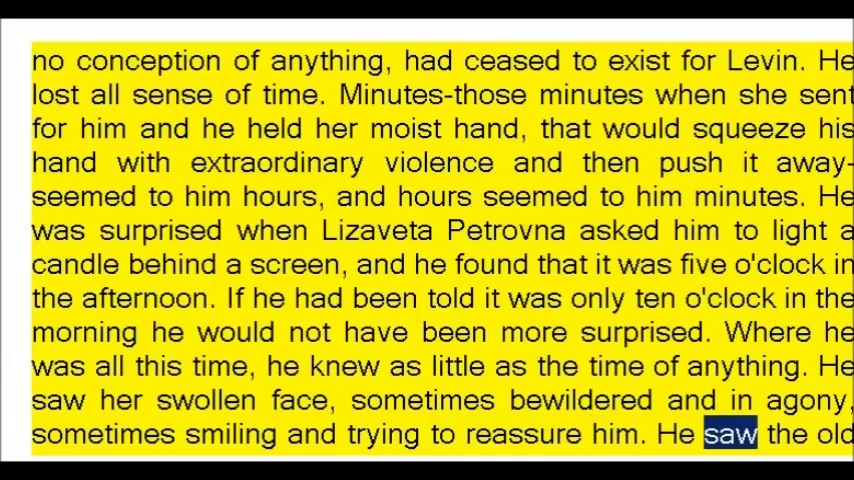 no conception of anything, had ceased to exist for Levin. He
lost all sense of time. Minutes-those minutes when she sent
for him and he held her moist hand, that would squeeze his
hand with extraordinary violence and then push it away-
seemed to him hours, and hours seemed to him minutes. He
was surprised when Lizaveta Petrovna asked him to light a
candle behind a screen, and he found that it was five o'clock in
the afternoon. If he had been told it was only ten o'clock in the
morning he would not have been more surprised. Where he
was all this time, he knew as little as the time of anything. He
saw her swollen face, sometimes bewildered and in agony,
sometimes smiling and trying to reassure him. He saw the old